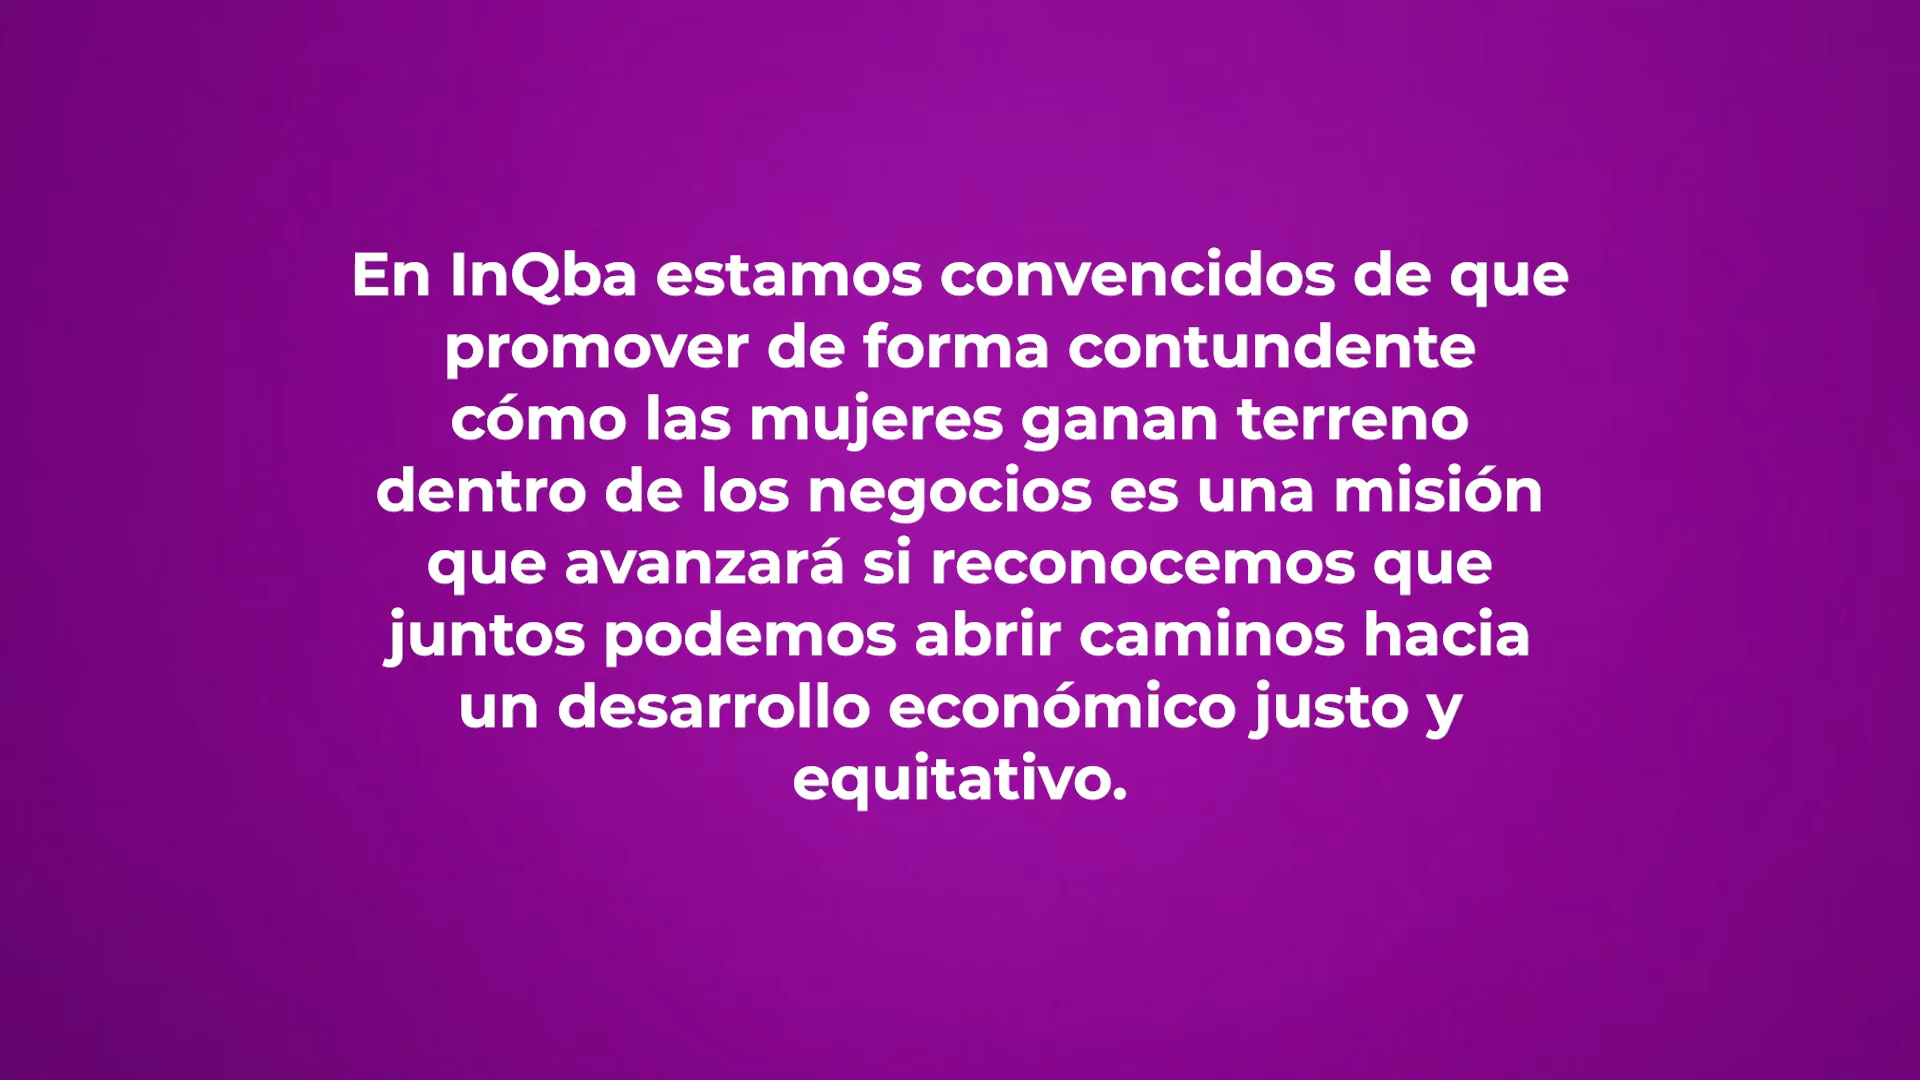 En InQba estamos convencidos de que
promover de forma contundente
cómo las mujeres ganan terreno
dentro de los negocios es una misión
que avanzará si reconocemos que
juntos podemos abrir caminos hacia
un desarrollo económico justo y
equitativo.